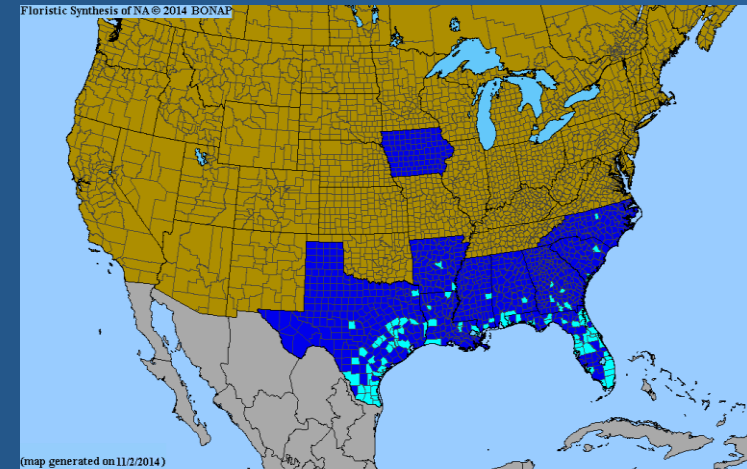 Floristic Synthesis of NA © 2014 BONAP
(map generated on 11/2/2014)